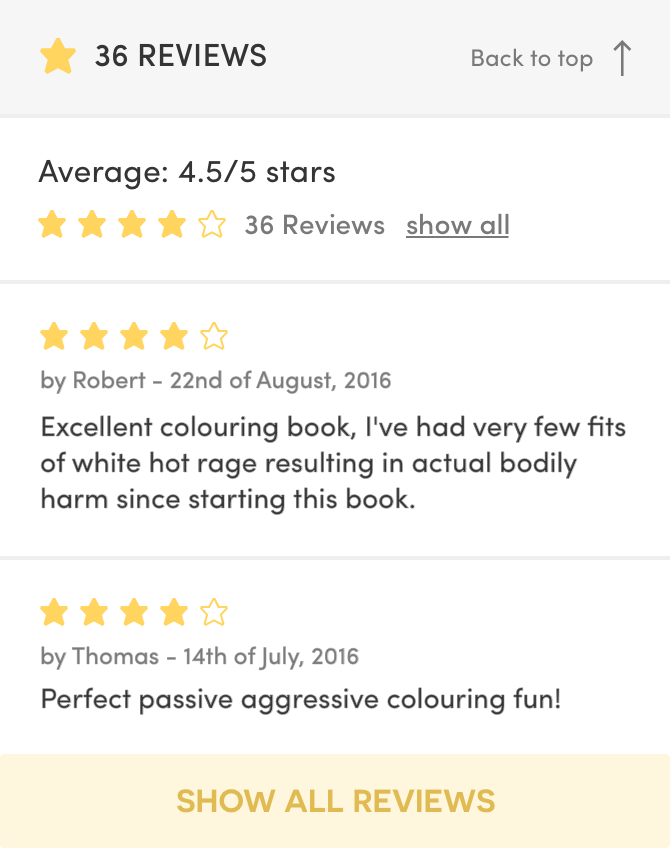 36 REVIEWS
Back to top ↑
Average: 4.5/5 stars
36 Reviews show all
by Robert - 22nd of August, 2016
Excellent colouring book, I've had very few fits
of white hot rage resulting in actual bodily
harm since starting this book.
by Thomas - 14th of July, 2016
Perfect passive aggressive colouring fun!
SHOW ALL REVIEWS